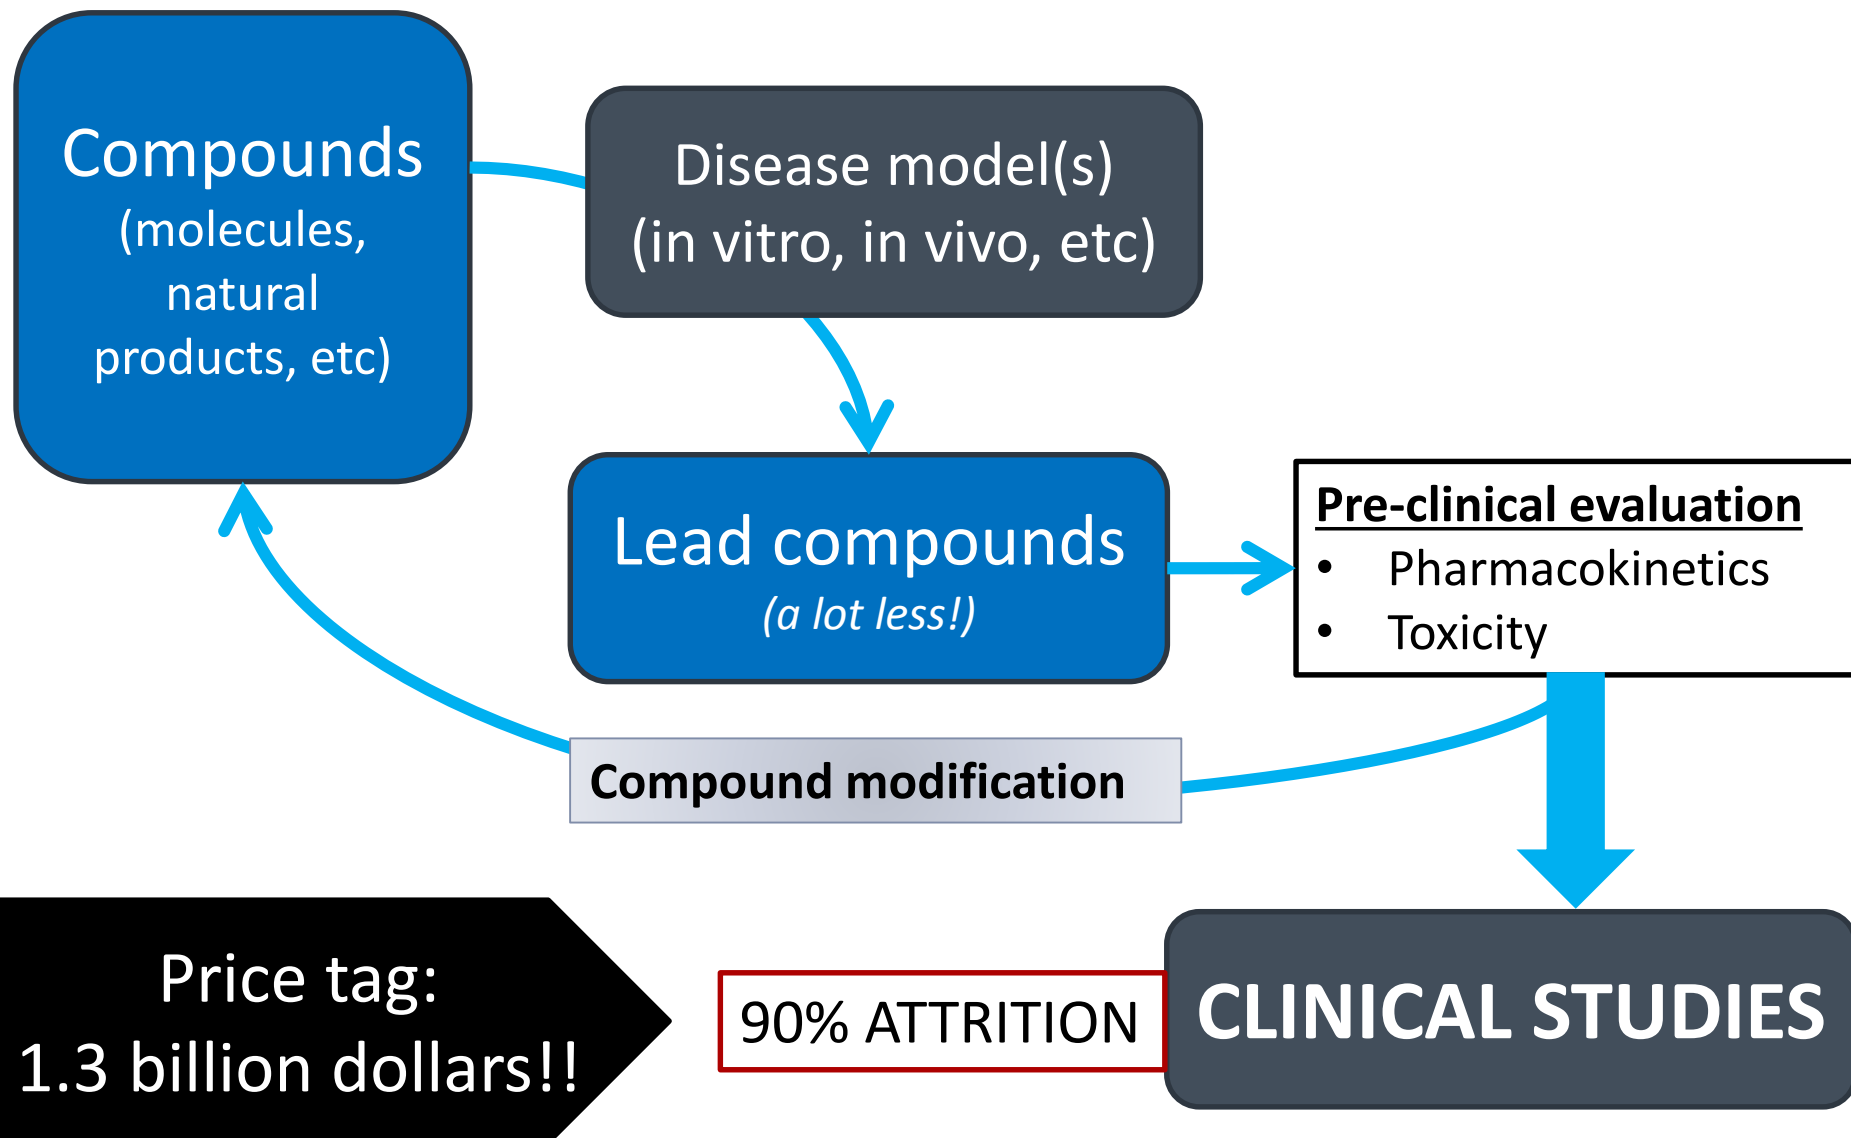 Compounds
(molecules,
natural
products, etc)
Disease model(s)
(in vitro, in vivo, etc)
Lead compounds
(a lot less!)
Pre-clinical evaluation
• Pharmacokinetics
• Toxicity
Compound modification
Price tag:
1.3 billion dollars!!
90% ATTRITION
CLINICAL STUDIES